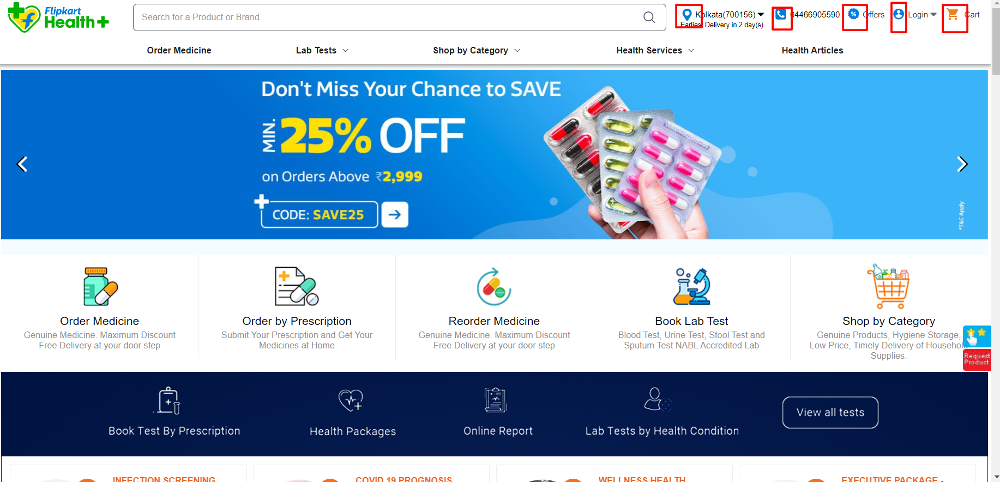 Flipkart
Health+
Search for a Product or Brand
Kolkata(700156)
Earlies Delivery in 2 day(s)
04466905590
Offers
Login
Cart
Order Medicine
Lab Tests
Shop by Category
Health Services
Health Articles
Don't Miss Your Chance to SAVE
MIN. 25% OFF
on Orders Above ₹2,999
CODE: SAVE25
*T&C Apply
Order Medicine
Genuine Medicine. Maximum Discount
Free Delivery at your door step
Order by Prescription
Submit Your Prescription and Get Your
Medicines at Home
Reorder Medicine
Genuine Medicine. Maximum Discount
Free Delivery at your door step
Book Lab Test
Blood Test, Urine Test, Stool Test and
Sputum Test NABL Accredited Lab
Shop by Category
Genuine Products, Hygiene Storage,
Low Price, Timely Delivery of Household
Supplies.
Request
Product
Book Test By Prescription
Health Packages
Online Report
Lab Tests by Health Condition
View all tests
INFECTION SCREENING
COVID 19 PROGNOSIS
WELLNESS HEALTH
EXECUTIVE PACKAGE -